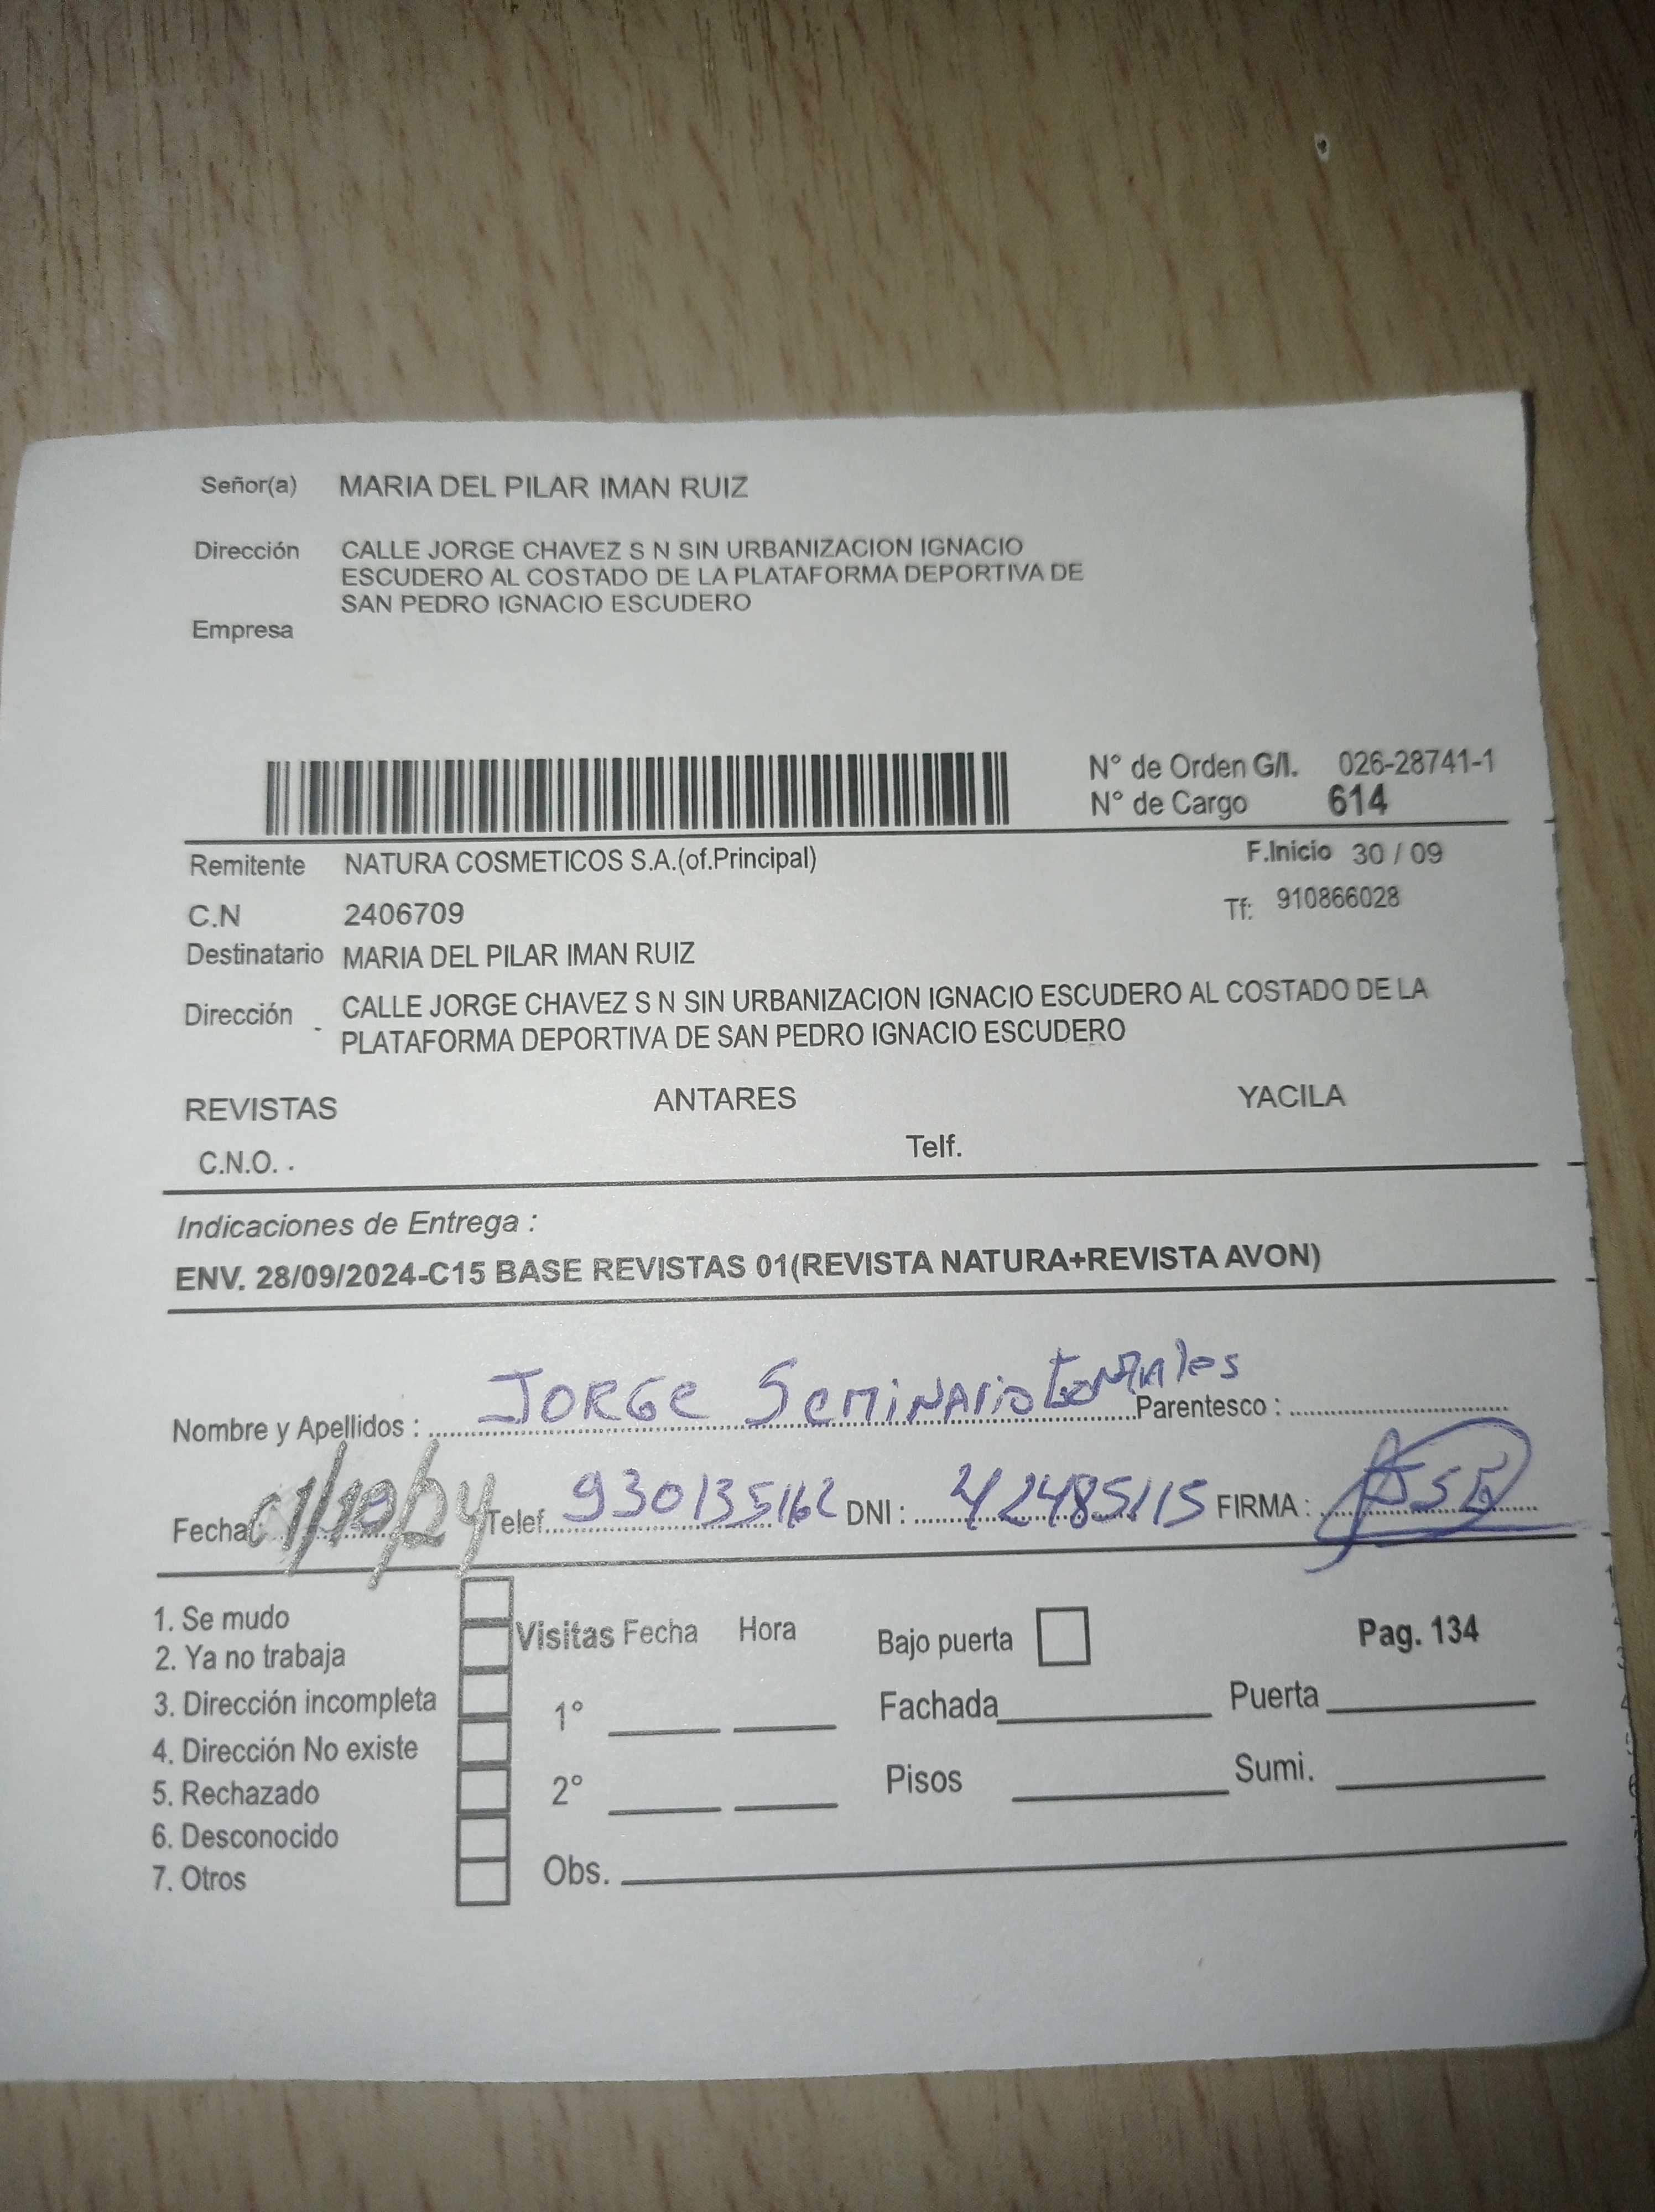 Señor(a) MARIA DEL PILAR IMAN RUIZ
Dirección CALLE JORGE CHAVEZ S N SIN URBANIZACION IGNACIO
ESCUDERO AL COSTADO DE LA PLATAFORMA DEPORTIVA DE
SAN PEDRO IGNACIO ESCUDERO
Empresa
N° de Orden G/I. 026-28741-1
N° de Cargo 614
Remitente NATURA COSMETICOS S.A.(of.Principal) F.Inicio 30 / 09
C.N 2406709 Tf: 910866028
Destinatario MARIA DEL PILAR IMAN RUIZ
Dirección CALLE JORGE CHAVEZ S N SIN URBANIZACION IGNACIO ESCUDERO AL COSTADO DE LA
PLATAFORMA DEPORTIVA DE SAN PEDRO IGNACIO ESCUDERO
REVISTAS ANTARES YACILA
C.N.O. . Telf.
Indicaciones de Entrega :
ENV. 28/09/2024-C15 BASE REVISTAS 01(REVISTA NATURA+REVISTA AVON)
Nombre y Apellidos : JORGE SEMINARIO Parentesco :
Fecha 01/10/24 Telef. 930135162 DNI : 42485115 FIRMA :
1. Se mudo
2. Ya no trabaja
3. Dirección incompleta
4. Dirección No existe
5. Rechazado
6. Desconocido
7. Otros
Visitas Fecha Hora
1°
2°
Obs.
Bajo puerta Pag. 134
Fachada Puerta
Pisos Sumi.